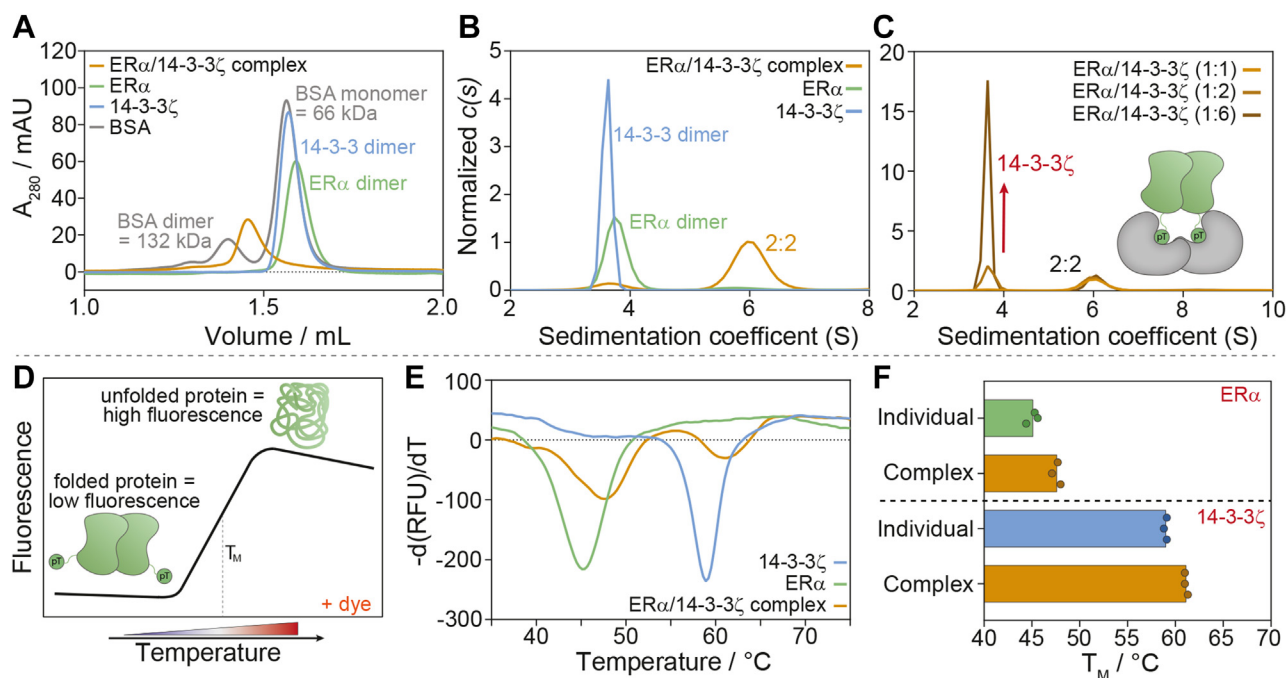 A
120
100
80
60
40
20
0
A280 / mAU
ERα/14-3-3ζ complex
ERα
14-3-3ζ
BSA
BSA monomer
= 66 kDa
14-3-3 dimer
ERα dimer
BSA dimer
= 132 kDa
1.0
1.5
2.0
Volume / mL
B
5
4
3
2
1
0
Normalized c(s)
ERα/14-3-3ζ complex
ERα
14-3-3ζ
14-3-3 dimer
ERα dimer
2:2
2
4
6
8
Sedimentation coefficent (S)
C
20
15
10
5
0
ERα/14-3-3ζ (1:1)
ERα/14-3-3ζ (1:2)
ERα/14-3-3ζ (1:6)
14-3-3ζ
2:2
pT
pT
2
4
6
8
10
Sedimentation coefficent (S)
D
Fluorescence
unfolded protein =
high fluorescence
folded protein =
low fluorescence
pT
pT
TM
+ dye
Temperature
E
100
0
-100
-200
-300
-d(RFU)/dT
14-3-3ζ
ERα
ERα/14-3-3ζ complex
40
50
60
70
Temperature / °C
F
ERα
Individual
Complex
14-3-3ζ
Individual
Complex
40
45
50
55
60
65
70
TM / °C